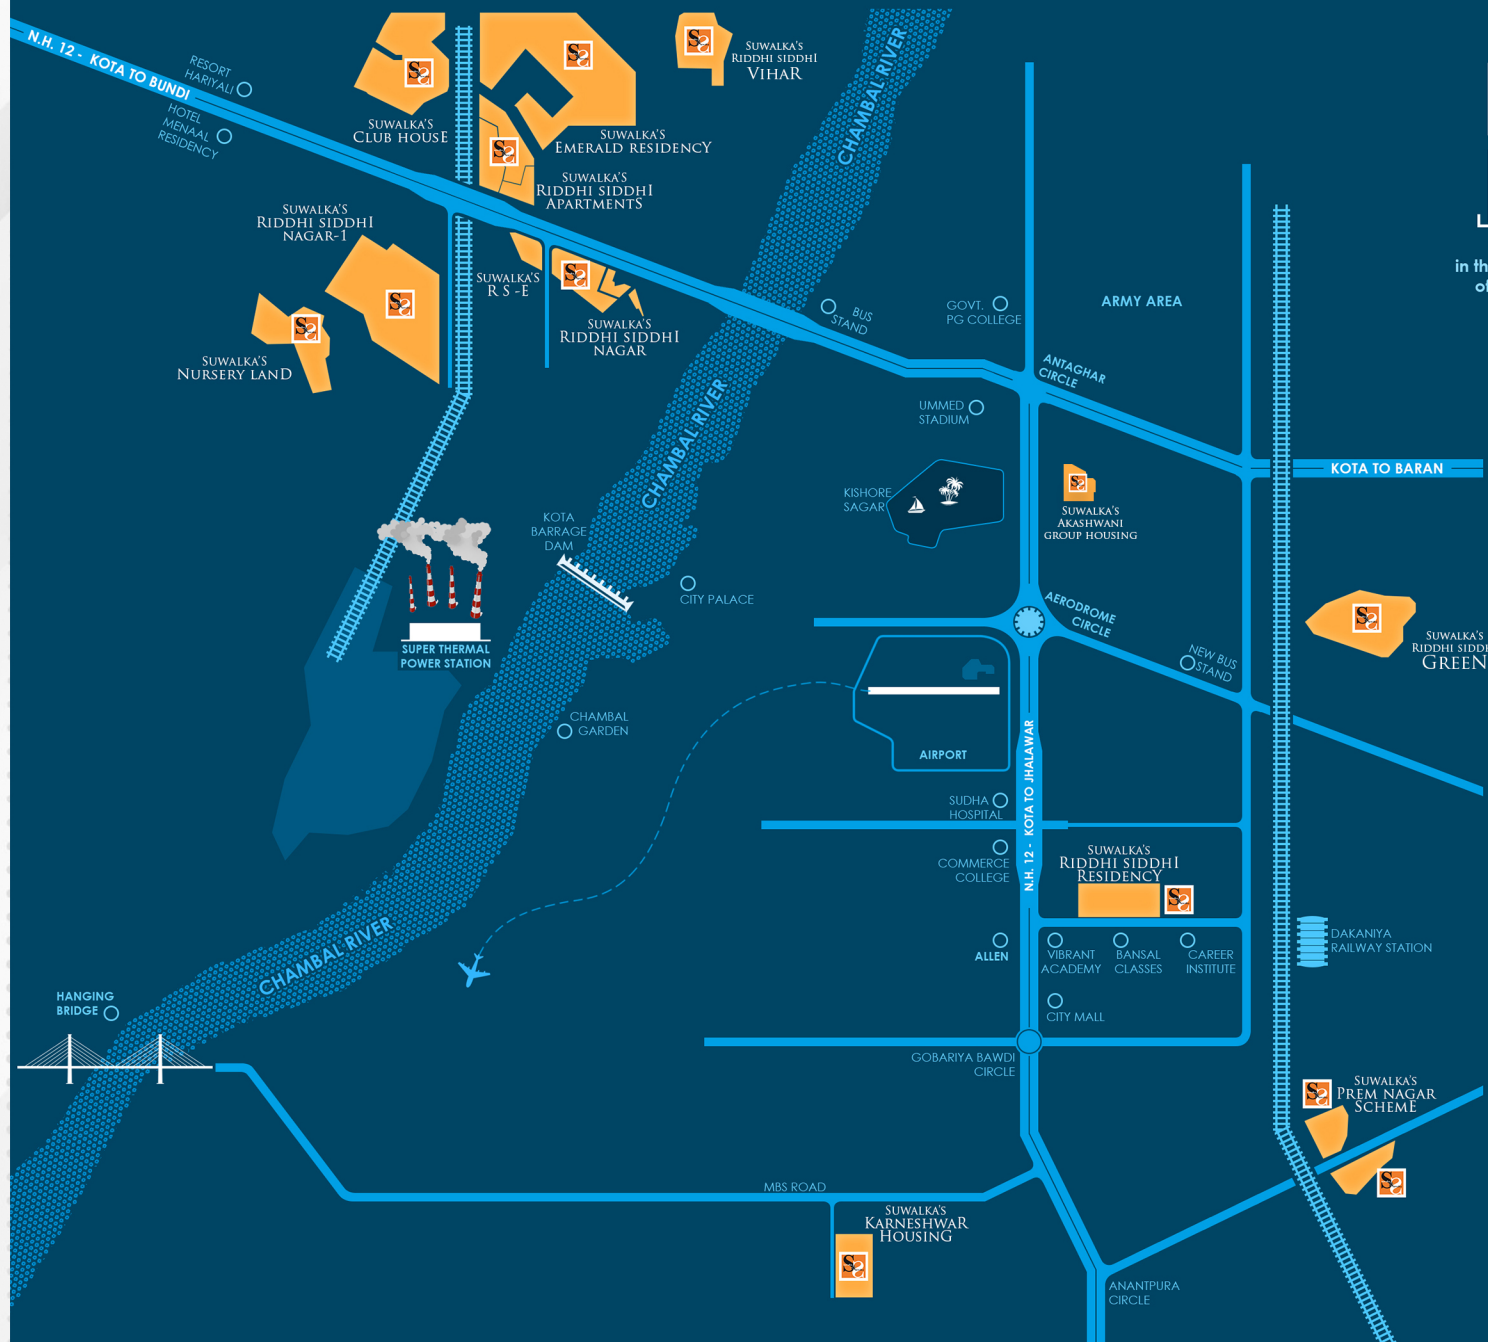 N.H. 12 - KOTA TO BUNDI
RESORT
HARIYALI
HOTEL
MENAAL
RESIDENCY
SUWALKA'S
CLUB HOUSE
SUWALKA'S
EMERALD RESIDENCY
SUWALKA'S
RIDDHI SIDDHI
VIHAR
SUWALKA'S
RIDDHI SIDDHI
APARTMENTS
CHAMBAL RIVER
SUWALKA'S
RIDDHI SIDDHI
NAGAR-1
SUWALKA'S
R S -E
SUWALKA'S
RIDDHI SIDDHI
NAGAR
SUWALKA'S
NURSERY LAND
BUS
STAND
GOVT.
PG COLLEGE
ARMY AREA
in th
of
ANTAGHAR
CIRCLE
UMMED
STADIUM
CHAMBAL RIVER
KOTA TO BARAN
KISHORE
SAGAR
SUWALKA'S
AKASHWANI
GROUP HOUSING
KOTA
BARRAGE
DAM
CITY PALACE
AERODROME
CIRCLE
SUPER THERMAL
POWER STATION
NEW BUS
STAND
SUWALKA'S
RIDDHI SIDDH
GREEN
CHAMBAL
GARDEN
AIRPORT
N.H. 12 - KOTA TO JHALAWAR
SUDHA
HOSPITAL
COMMERCE
COLLEGE
SUWALKA'S
RIDDHI SIDDHI
RESIDENCY
CHAMBAL RIVER
ALLEN
VIBRANT
ACADEMY
BANSAL
CLASSES
CAREER
INSTITUTE
DAKANIYA
RAILWAY STATION
HANGING
BRIDGE
CITY MALL
GOBARIYA BAWDI
CIRCLE
SUWALKA'S
PREM NAGAR
SCHEME
MBS ROAD
SUWALKA'S
KARNESHWAR
HOUSING
ANANTPURA
CIRCLE